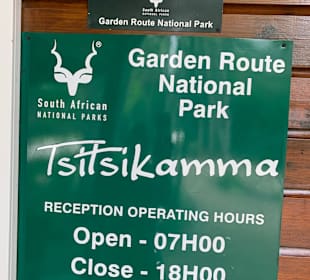 South African
NATIONAL PARKS
Garden Route National Park
®
South African
NATIONAL PARKS
Garden Route
National
Park
Tsitsikamma
RECEPTION OPERATING HOURS
Open - 07H00
Close - 18H00